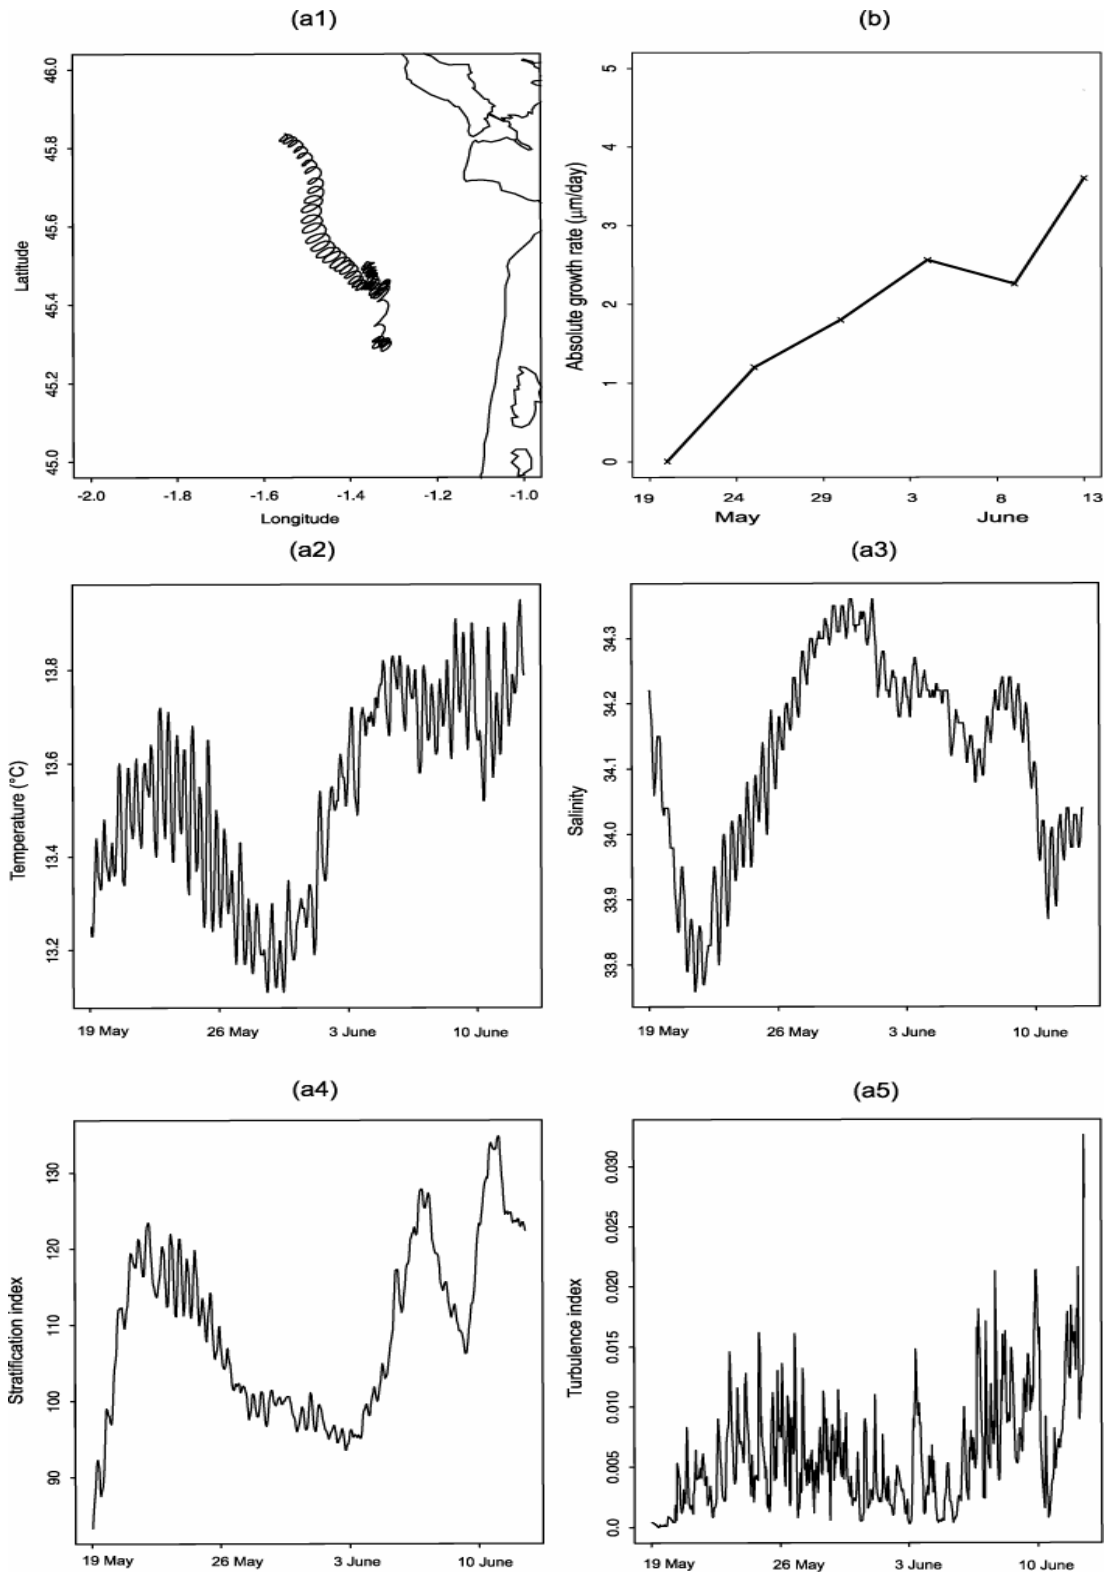 (a1)
46.0
45.8
45.6
45.4
45.2
45.0
Latitude
-2.0 -1.8 -1.6 -1.4 -1.2 -1.0
Longitude
(b)
5
4
3
2
1
0
Absolute growth rate (µm/day)
19 24 29 3 8 13
May June
(a2)
13.8
13.6
13.4
13.2
Temperature (°C)
19 May 26 May 3 June 10 June
(a3)
34.3
34.2
34.1
34.0
33.9
33.8
Salinity
19 May 26 May 3 June 10 June
(a4)
130
120
110
100
90
Stratification index
19 May 26 May 3 June 10 June
(a5)
0.030
0.025
0.020
0.015
0.010
0.005
0.0
Turbulence index
19 May 26 May 3 June 10 June